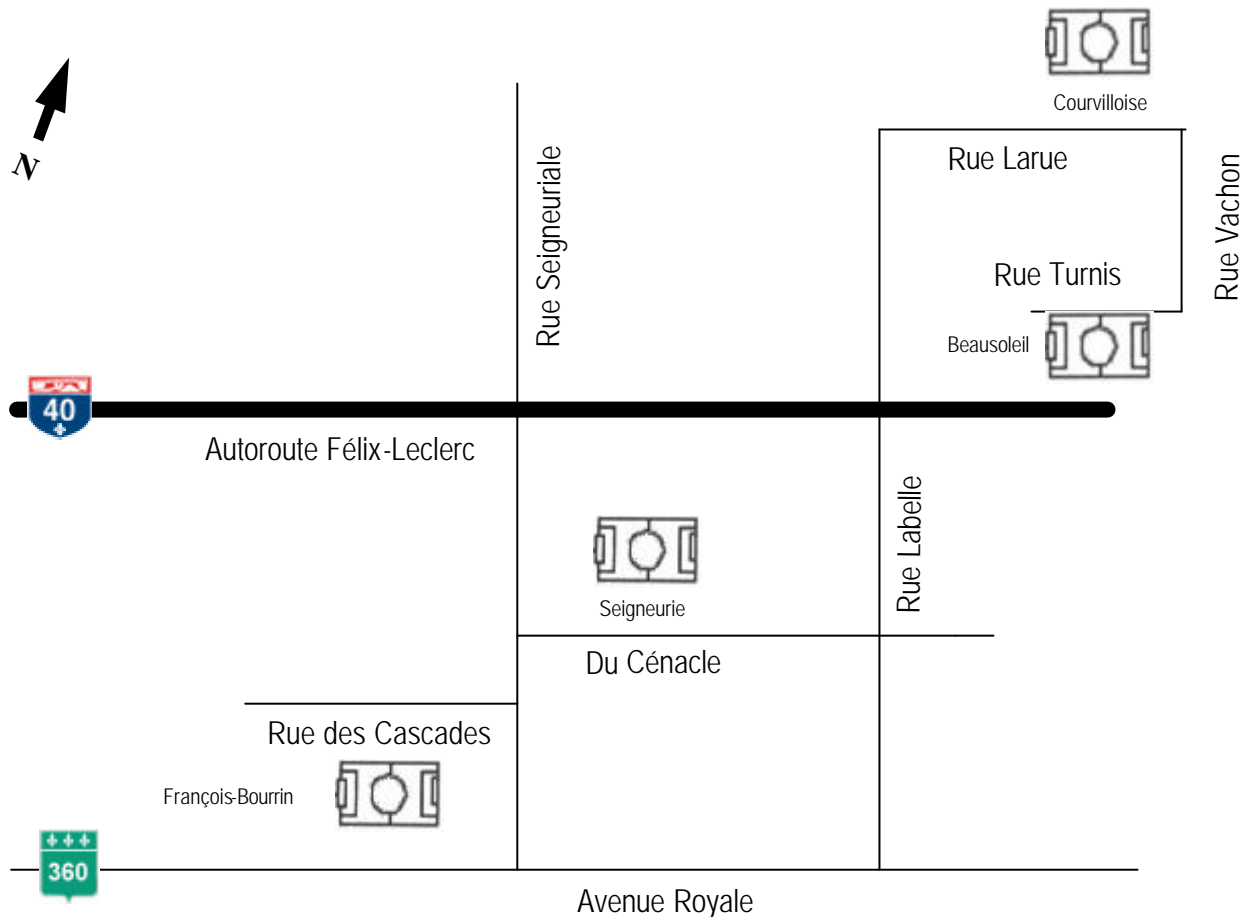 Courvilloise
N
Rue Seigneuriale
Rue Larue
Rue Vachon
Rue Turnis
Beausoleil
40
Autoroute Félix-Leclerc
Rue Labelle
Seigneurie
Du Cénacle
Rue des Cascades
François-Bourrin
360
Avenue Royale